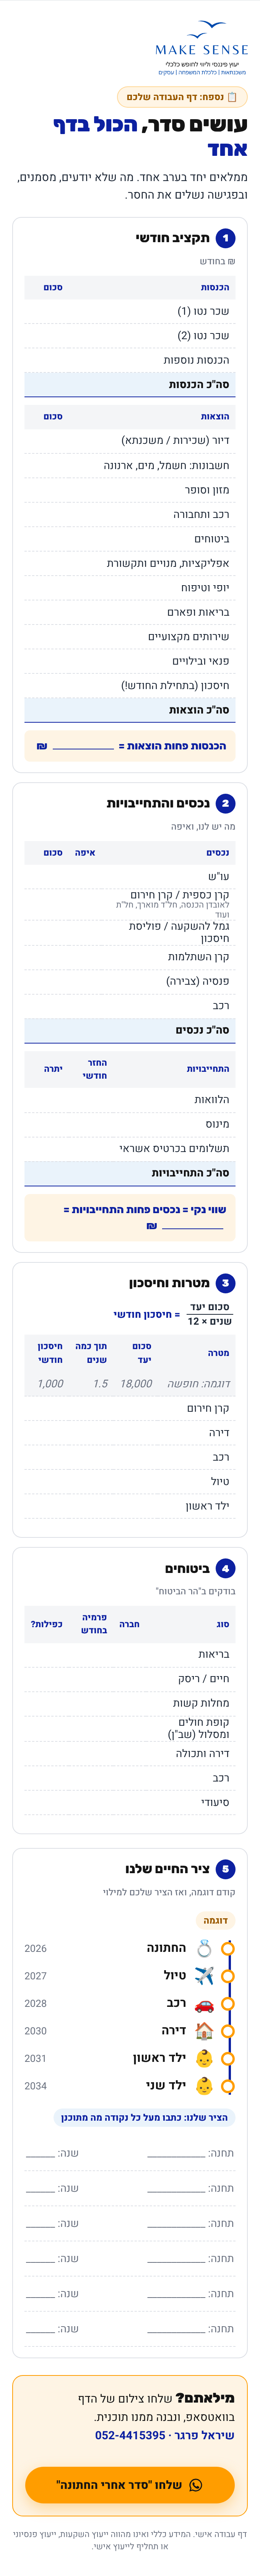 MAKE SENSE
יעוץ פיננסי וליווי לחופש כלכלי
משכנתאות | כלכלת המשפחה | עסקים
📋 נספח: דף העבודה שלכם
עושים סדר, הכול בדף
אחד
ממלאים יחד בערב אחד. מה שלא יודעים, מסמנים,
ובפגישה נשלים את החסר.
1 תקציב חודשי
₪ בחודש
הכנסות סכום
שכר נטו (1)
שכר נטו (2)
הכנסות נוספות
סה"כ הכנסות
הוצאות סכום
דיור (שכירות / משכנתא)
חשבונות: חשמל, מים, ארנונה
מזון וסופר
רכב ותחבורה
ביטוחים
אפליקציות, מנויים ותקשורת
יופי וטיפוח
בריאות ופארם
שירותים מקצועיים
פנאי ובילויים
חיסכון (בתחילת החודש!)
סה"כ הוצאות
הכנסות פחות הוצאות = ________ ₪
2 נכסים והתחייבויות
מה יש לנו, ואיפה
נכסים איפה סכום
עו"ש
קרן כספית / קרן חירום
לאובדן הכנסה, חל"ד מוארך, חל"ת
ועוד
גמל להשקעה / פוליסת
חיסכון
קרן השתלמות
פנסיה (צבירה)
רכב
סה"כ נכסים
התחייבויות החזר יתרה
חודשי
הלוואות
מינוס
תשלומים בכרטיס אשראי
סה"כ התחייבויות
שווי נקי = נכסים פחות התחייבויות =
________ ₪
3 מטרות וחיסכון
סכום יעד
שנים × 12
= חיסכון חודשי
מטרה סכום תוך כמה חיסכון
יעד שנים חודשי
דוגמה: חופשה 18,000 1.5 1,000
קרן חירום
דירה
רכב
טיול
ילד ראשון
4 ביטוחים
בודקים ב"הר הביטוח"
סוג חברה פרמיה כפילות?
בחודש
בריאות
חיים / ריסק
מחלות קשות
קופת חולים
ומסלול (שב"ן)
דירה ותכולה
רכב
סיעודי
5 ציר החיים שלנו
קודם דוגמה, ואז הציר שלכם למילוי
דוגמה
💍 החתונה 2026
✈️ טיול 2027
🚗 רכב 2028
🏠 דירה 2030
👶 ילד ראשון 2031
👶 ילד שני 2034
הציר שלנו: כתבו מעל כל נקודה מה מתוכנן
תחנה: ________ שנה: ____
תחנה: ________ שנה: ____
תחנה: ________ שנה: ____
תחנה: ________ שנה: ____
תחנה: ________ שנה: ____
תחנה: ________ שנה: ____
מילאתם? שלחו צילום של הדף
בוואטסאפ, ונבנה ממנו תוכנית.
שיראל פרגר · 052-4415395
שלחו "סדר אחרי החתונה"
דף עבודה אישי. המידע כללי ואינו מהווה ייעוץ השקעות, ייעוץ פנסיוני
או תחליף לייעוץ אישי.